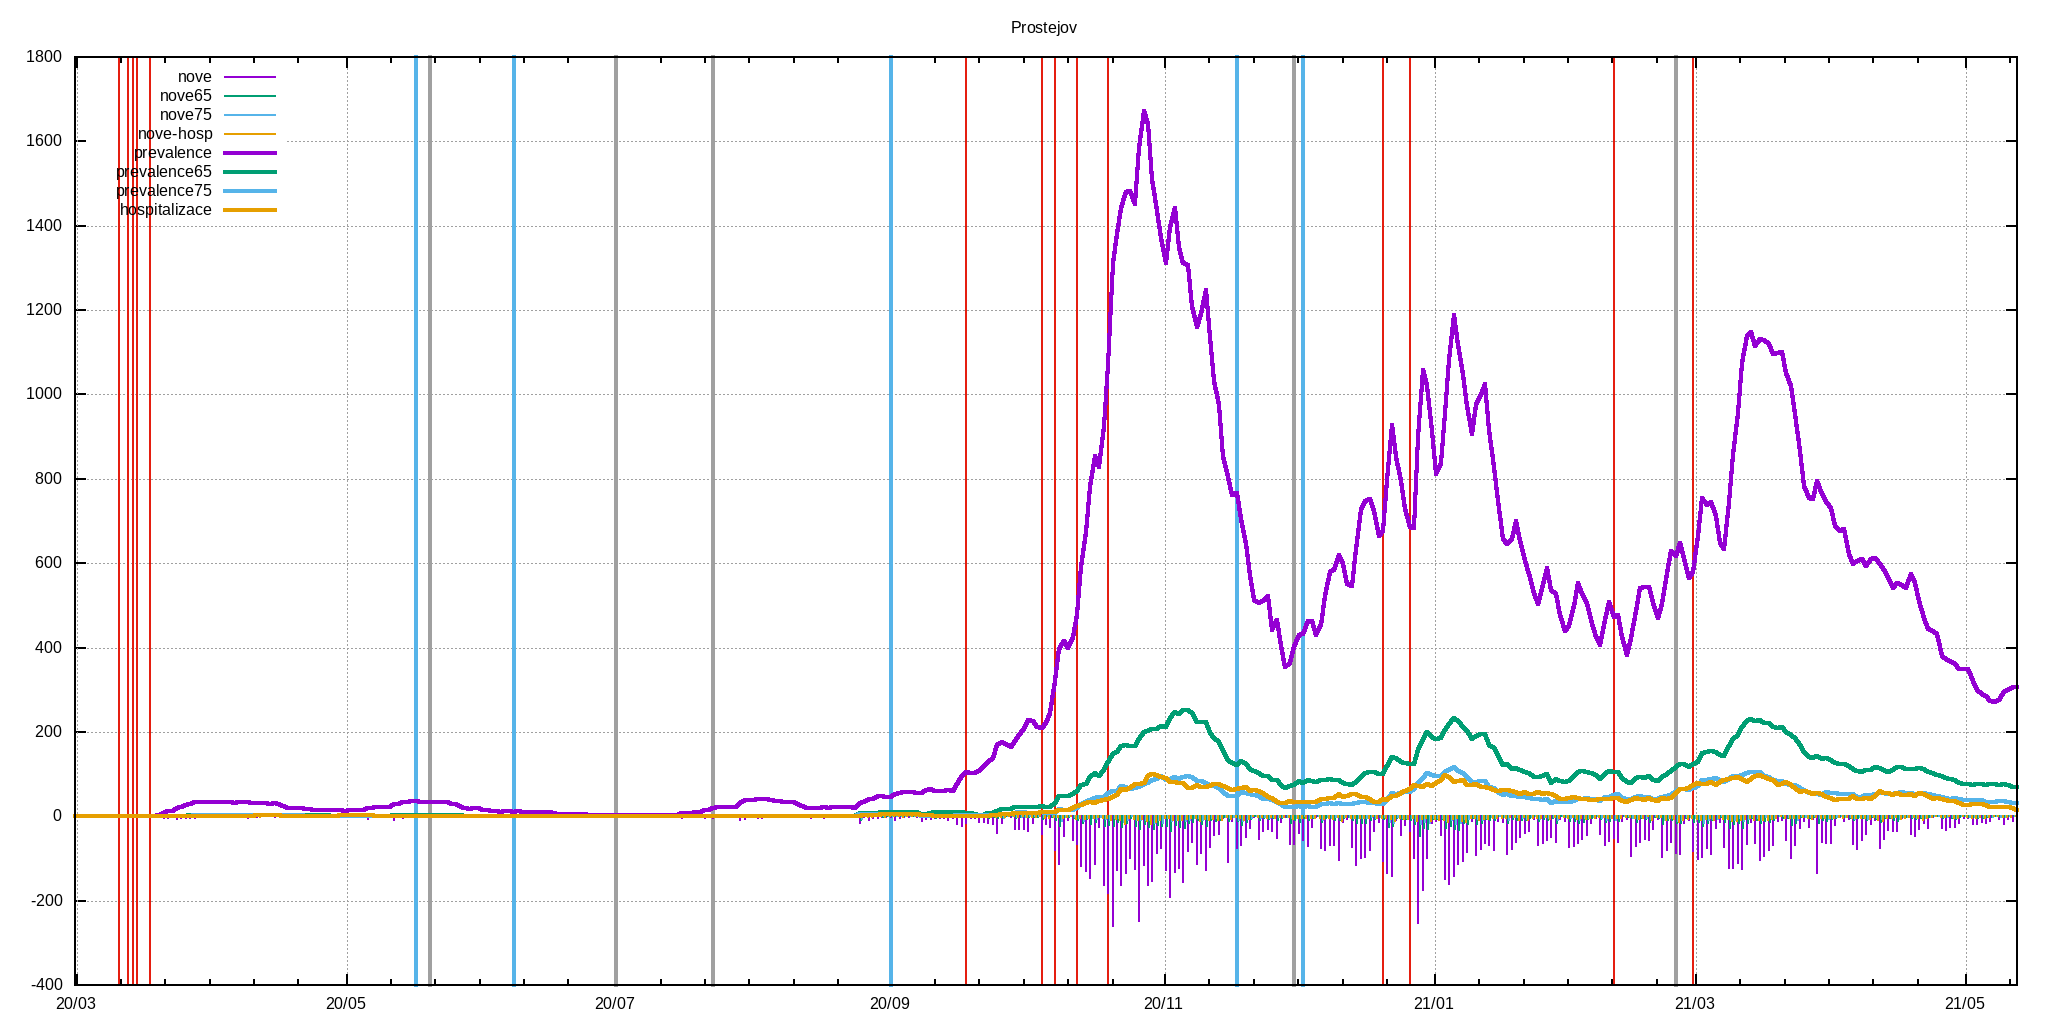 Prostejov
1800
1600
1400
1200
1000
800
600
400
200
0
-200
-400
nove
nove65
nove75
nove-hosp
prevalence
prevalence65
prevalence75
hospitalizace
20/03 20/05 20/07 20/09 20/11 21/01 21/03 21/05